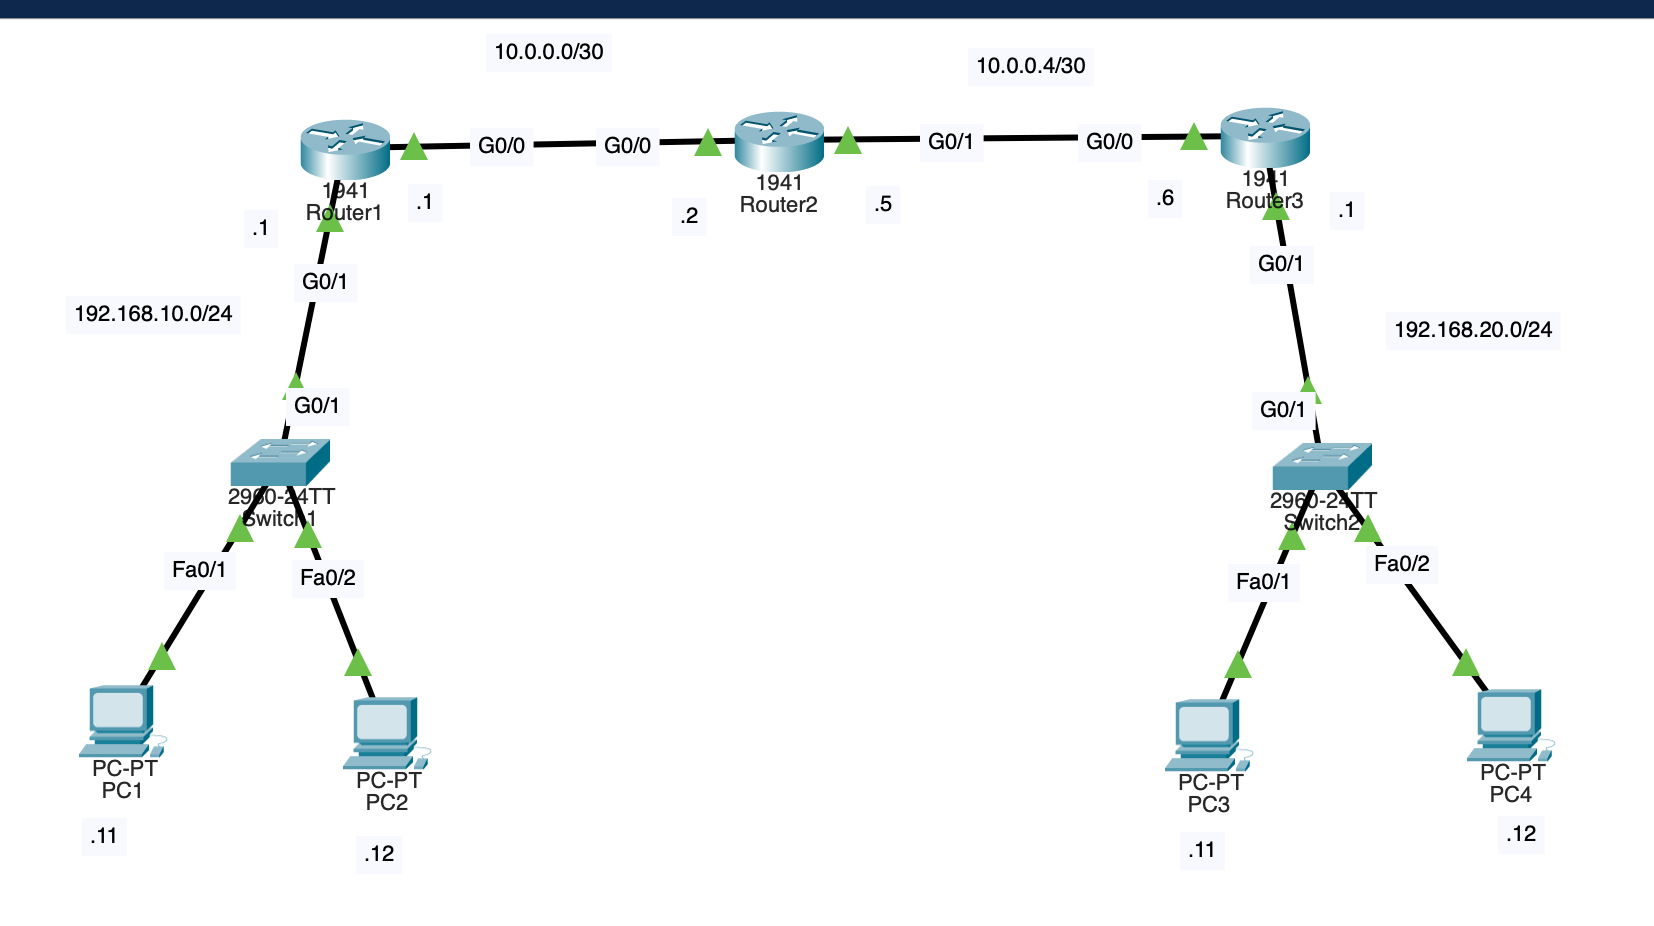 10.0.0.0/30
10.0.0.4/30
G0/0
G0/0
G0/1
G0/0
1941
Router1
1941
Router2
1941
Router3
.1
.1
.2
.5
.6
.1
G0/1
G0/1
192.168.10.0/24
192.168.20.0/24
G0/1
G0/1
2960-24TT
Switch1
2960-24TT
Switch2
Fa0/1
Fa0/2
Fa0/1
Fa0/2
PC-PT
PC1
PC-PT
PC2
PC-PT
PC3
PC-PT
PC4
.11
.12
.11
.12